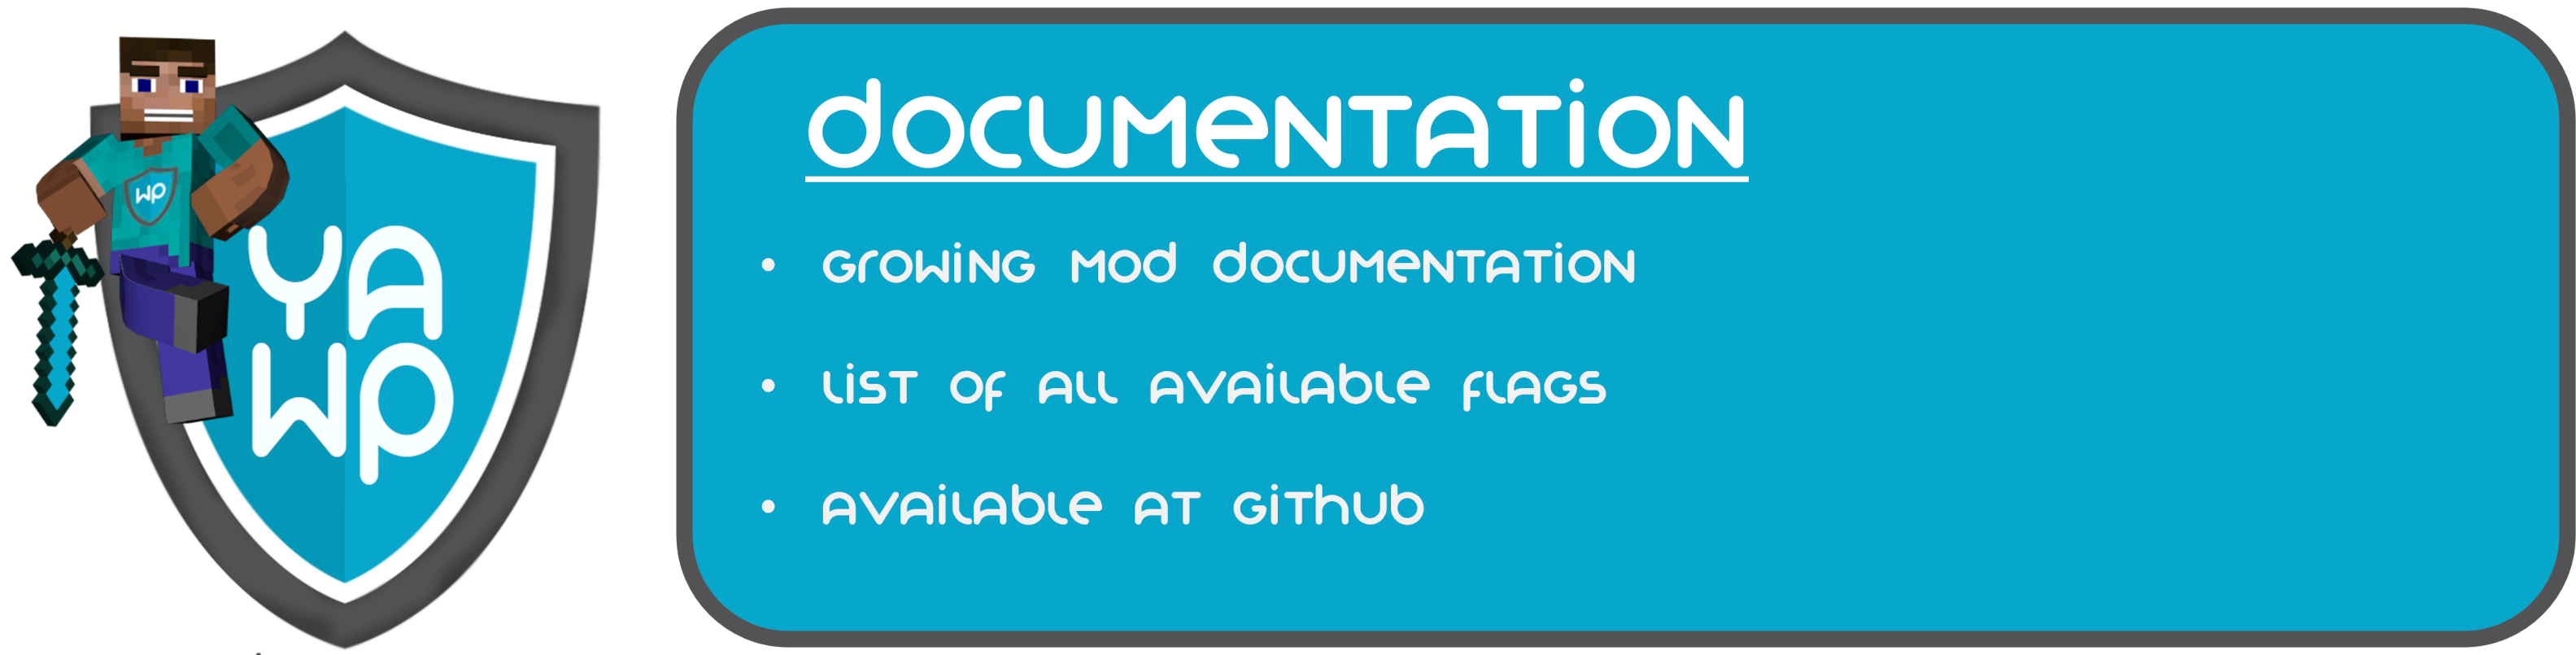 WP
YA
WP
DOCUMENTATION
• GROWING MOD DOCUMENTATION
• LIST OF ALL AVAILABLE FLAGS
• AVAILABLE AT GITHUB